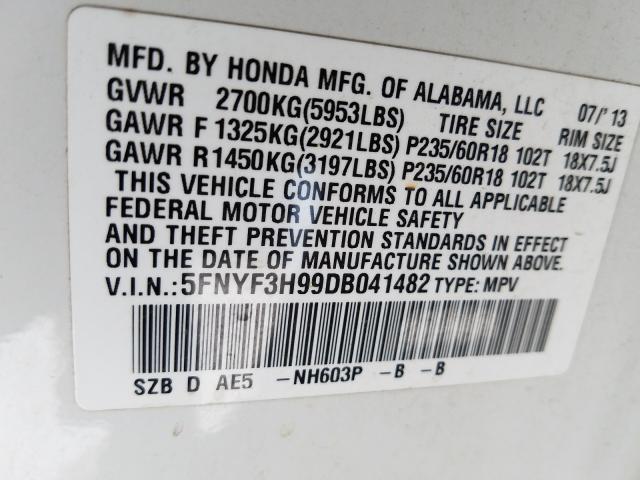 MFD. BY HONDA MFG. OF ALABAMA, LLC 07/'13
GVWR 2700KG(5953LBS) TIRE SIZE RIM SIZE
GAWR F 1325KG(2921LBS) P235/60R18 102T 18X7.5J
GAWR R 1450KG(3197LBS) P235/60R18 102T 18X7.5J
THIS VEHICLE CONFORMS TO ALL APPLICABLE
FEDERAL MOTOR VEHICLE SAFETY
AND THEFT PREVENTION STANDARDS IN EFFECT
ON THE DATE OF MANUFACTURE SHOWN ABOVE.
V.I.N.: 5FNYF3H99DB041482 TYPE: MPV
SZB D AE5 -NH603P -B -B